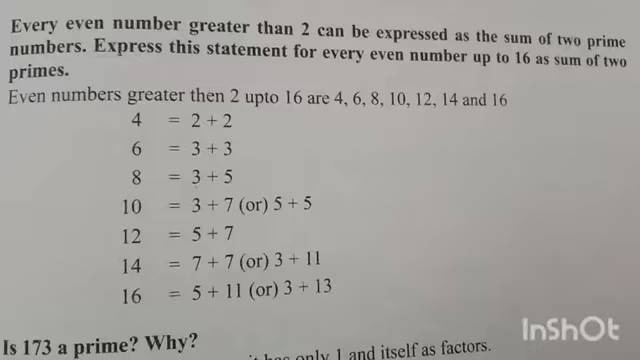 Every even number greater than 2 can be expressed as the sum of two prime
numbers. Express this statement for every even number up to 16 as sum of two
primes.
Even numbers greater then 2 upto 16 are 4, 6, 8, 10, 12, 14 and 16
4 = 2 + 2
6 = 3 + 3
8 = 3 + 5
10 = 3 + 7 (or) 5 + 5
12 = 5 + 7
14 = 7 + 7 (or) 3 + 11
16 = 5 + 11 (or) 3 + 13
Is 173 a prime? Why?
it has only 1 and itself as factors.
InShOt